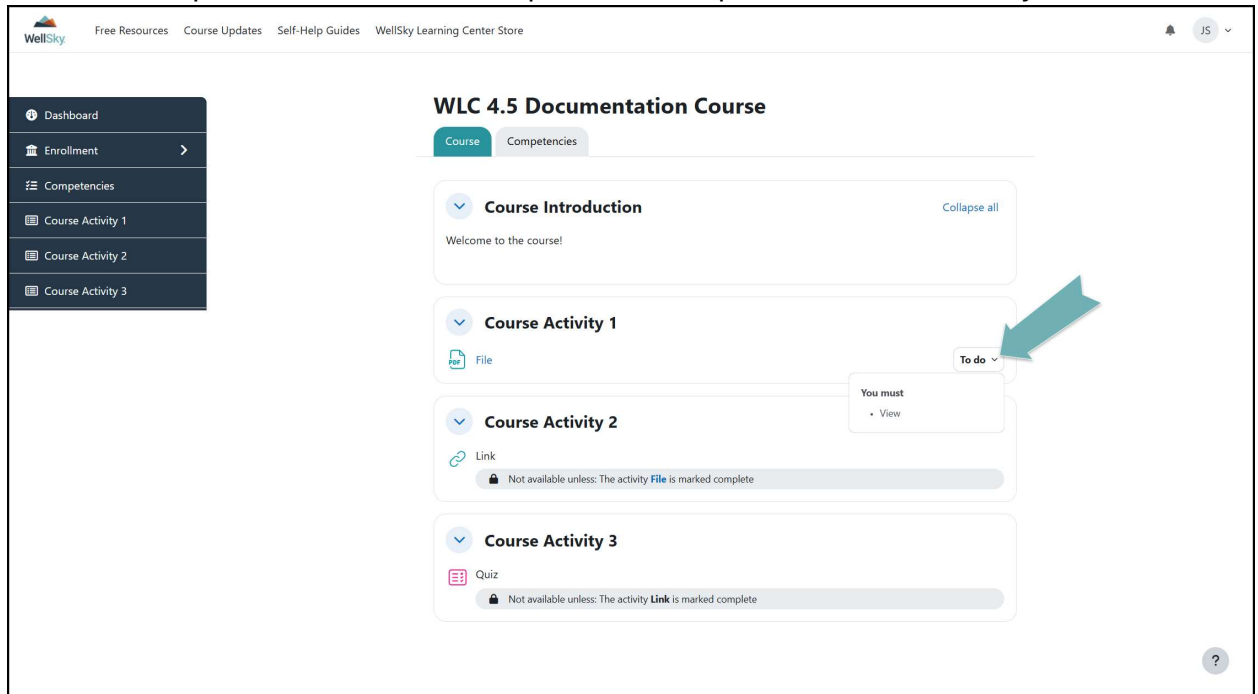 WellSky
Free Resources Course Updates Self-Help Guides WellSky Learning Center Store
JS
Dashboard
Enrollment
Competencies
Course Activity 1
Course Activity 2
Course Activity 3
WLC 4.5 Documentation Course
Course Competencies
Course Introduction Collapse all
Welcome to the course!
Course Activity 1
PDF File To do
You must
• View
Course Activity 2
Link
Not available unless: The activity File is marked complete
Course Activity 3
Quiz
Not available unless: The activity Link is marked complete
?